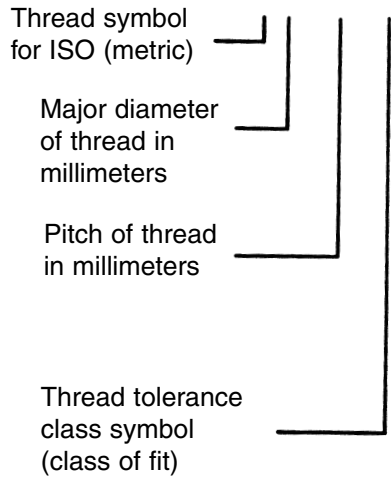 Thread symbol
for ISO (metric)
Major diameter
of thread in
millimeters
Pitch of thread
in millimeters
Thread tolerance
class symbol
(class of fit)